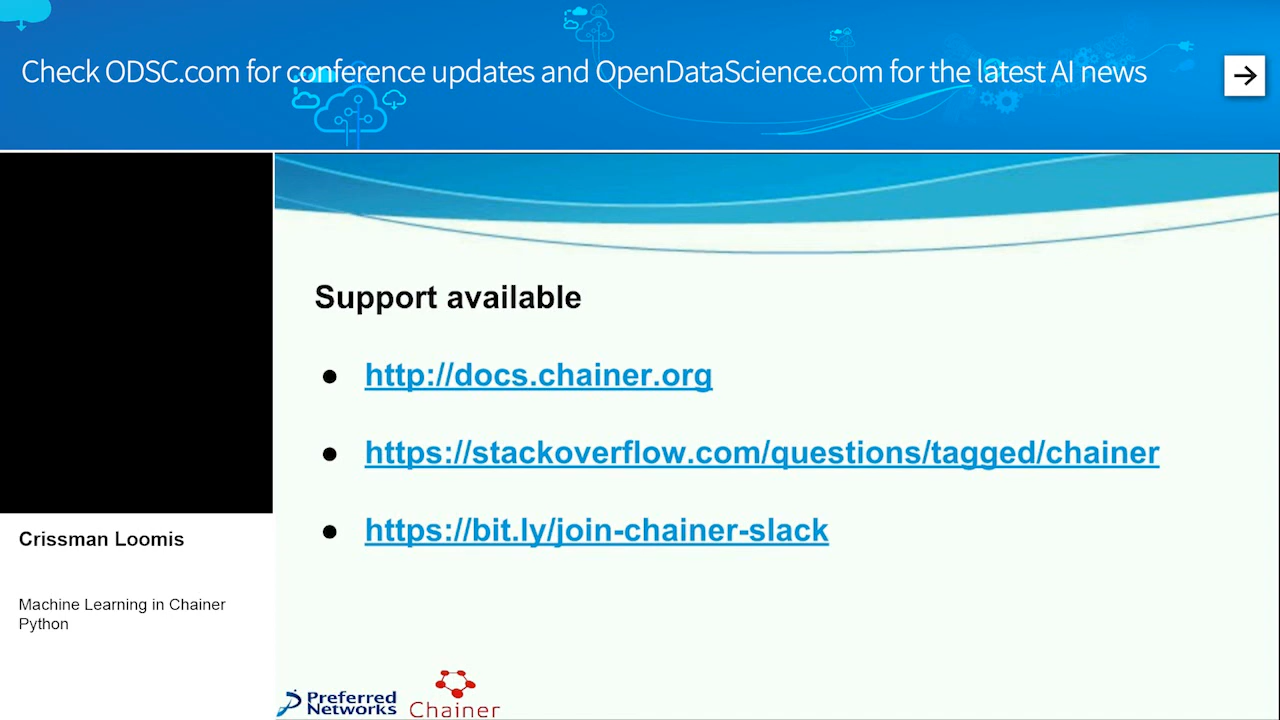 Check ODSC.com for conference updates and OpenDataScience.com for the latest AI news
Support available
● http://docs.chainer.org
● https://stackoverflow.com/questions/tagged/chainer
● https://bit.ly/join-chainer-slack
Crissman Loomis
Machine Learning in Chainer
Python
Preferred
Networks
Chainer